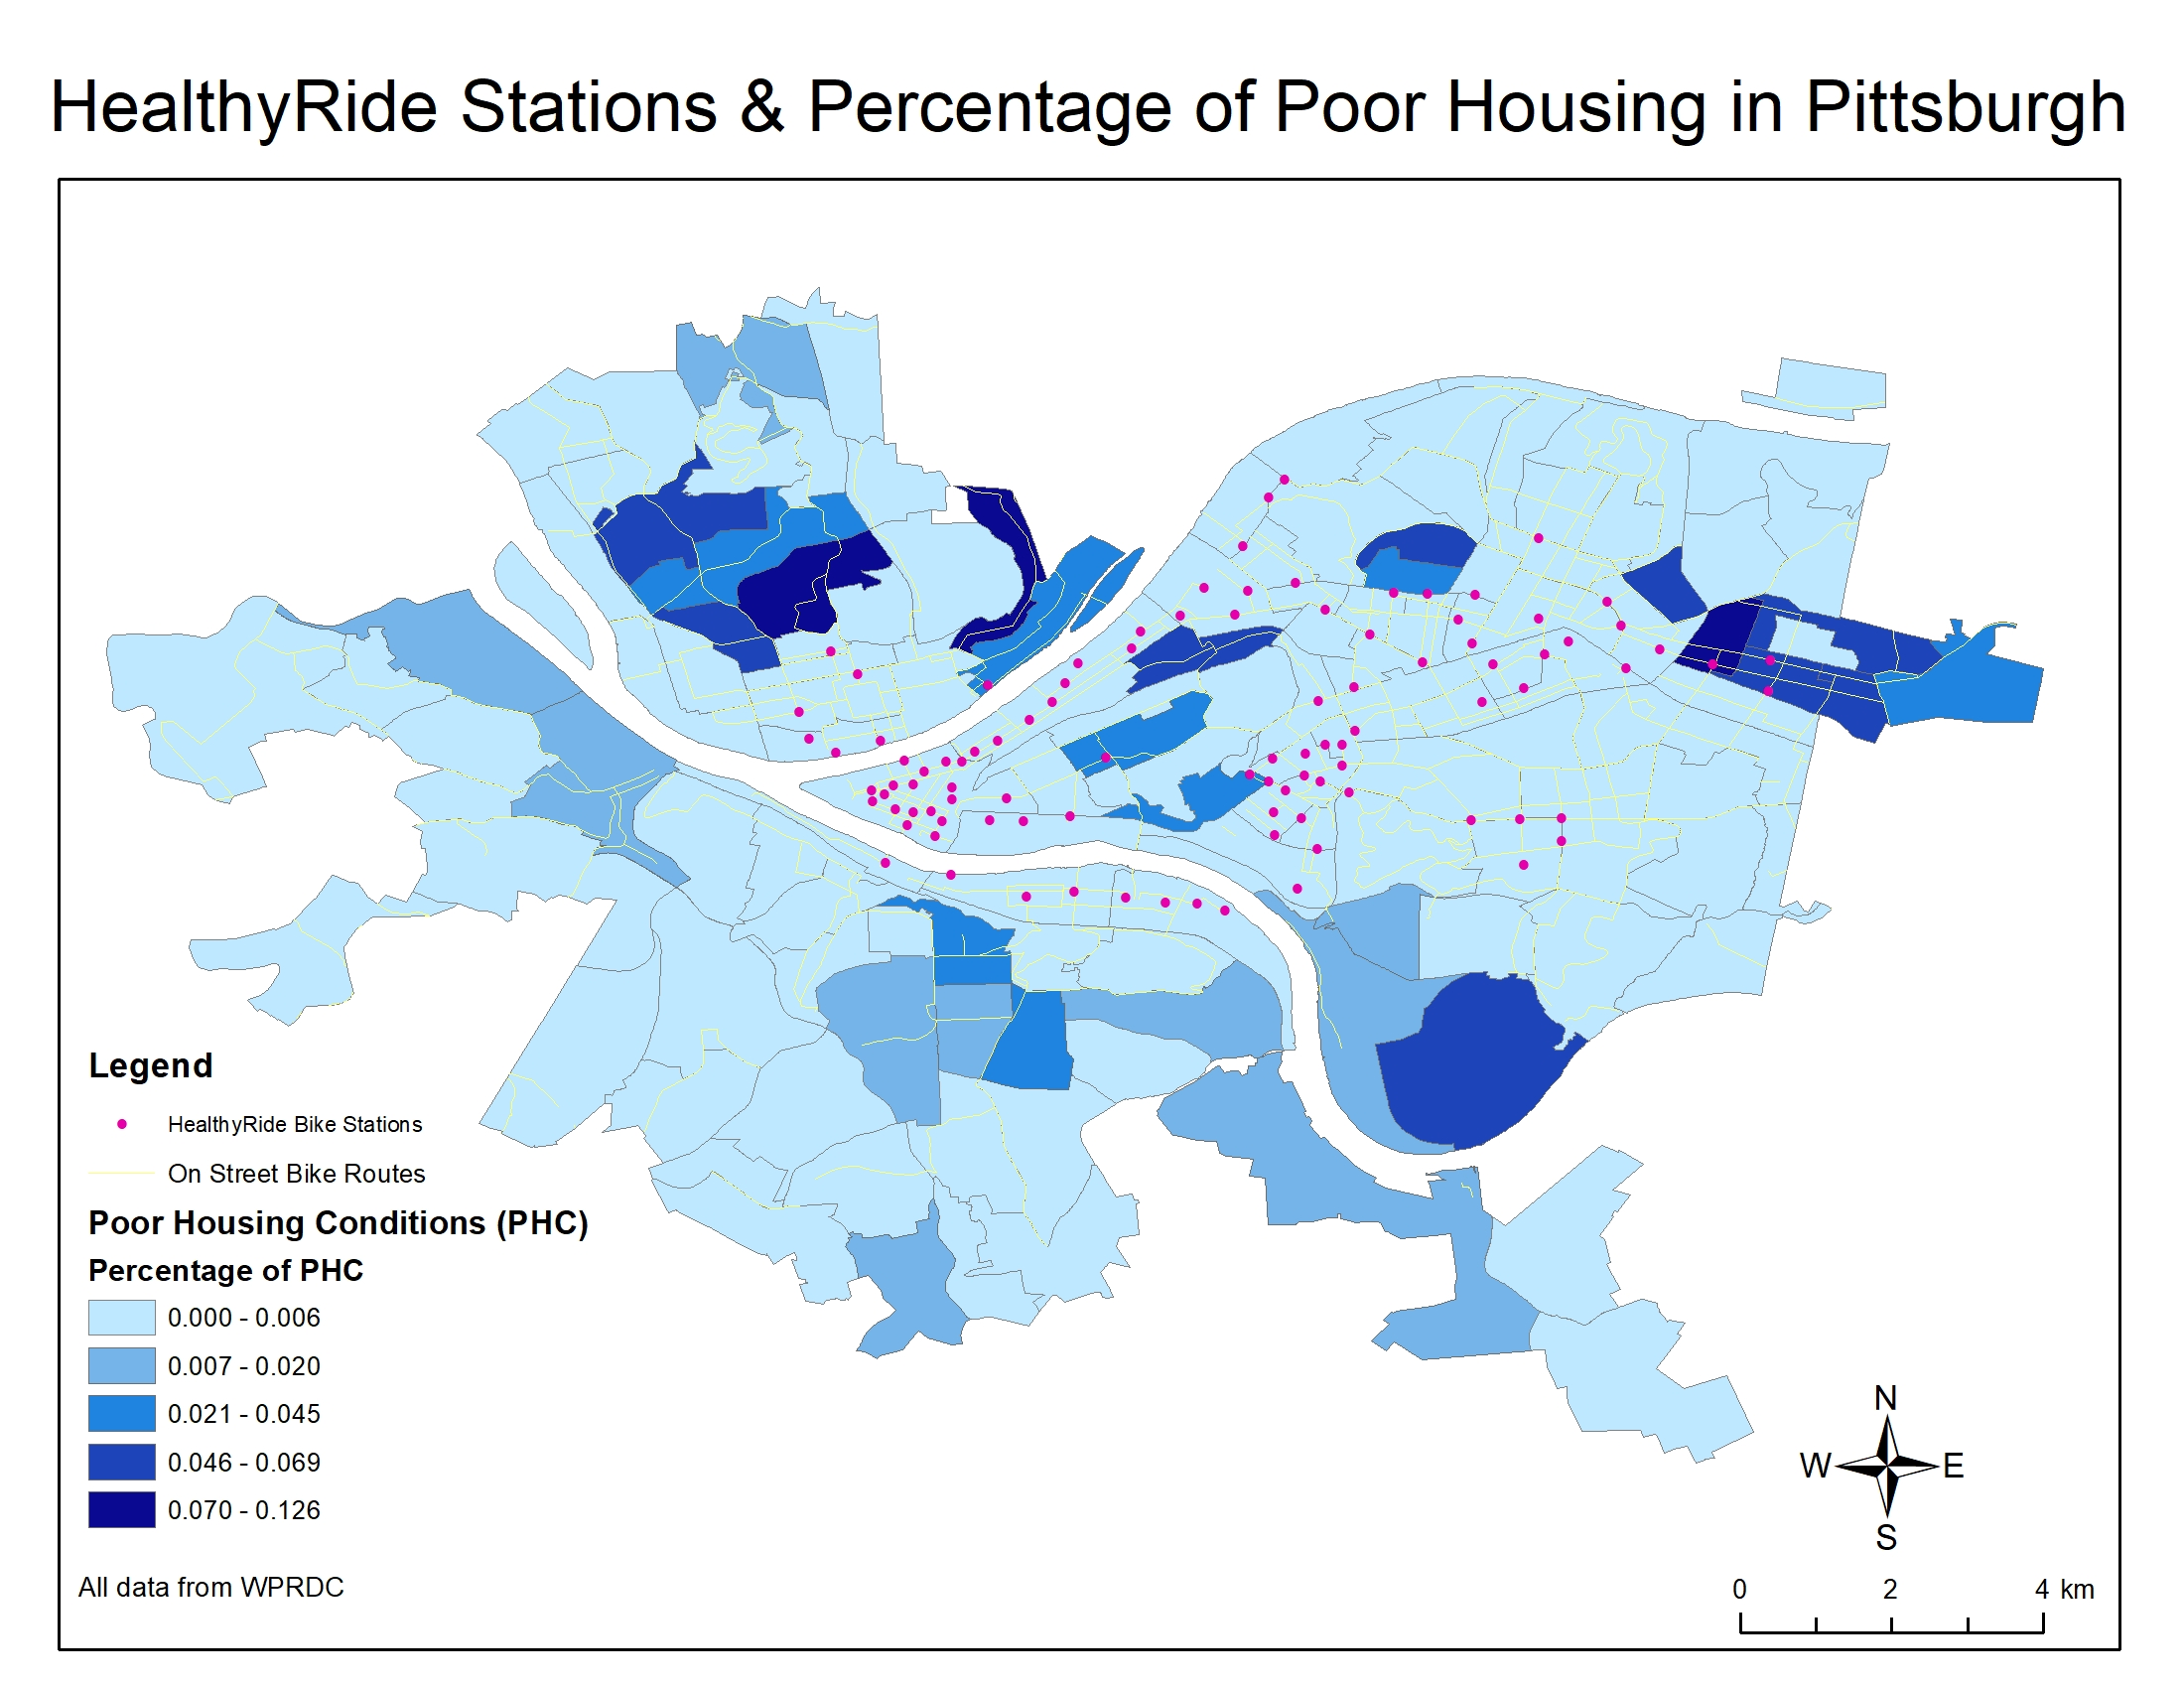 HealthyRide Stations & Percentage of Poor Housing in Pittsburgh
Legend
HealthyRide Bike Stations
On Street Bike Routes
Poor Housing Conditions (PHC)
Percentage of PHC
0.000 - 0.006
0.007 - 0.020
0.021 - 0.045
0.046 - 0.069
0.070 - 0.126
All data from WPRDC
N
W E
S
0 2 4 km